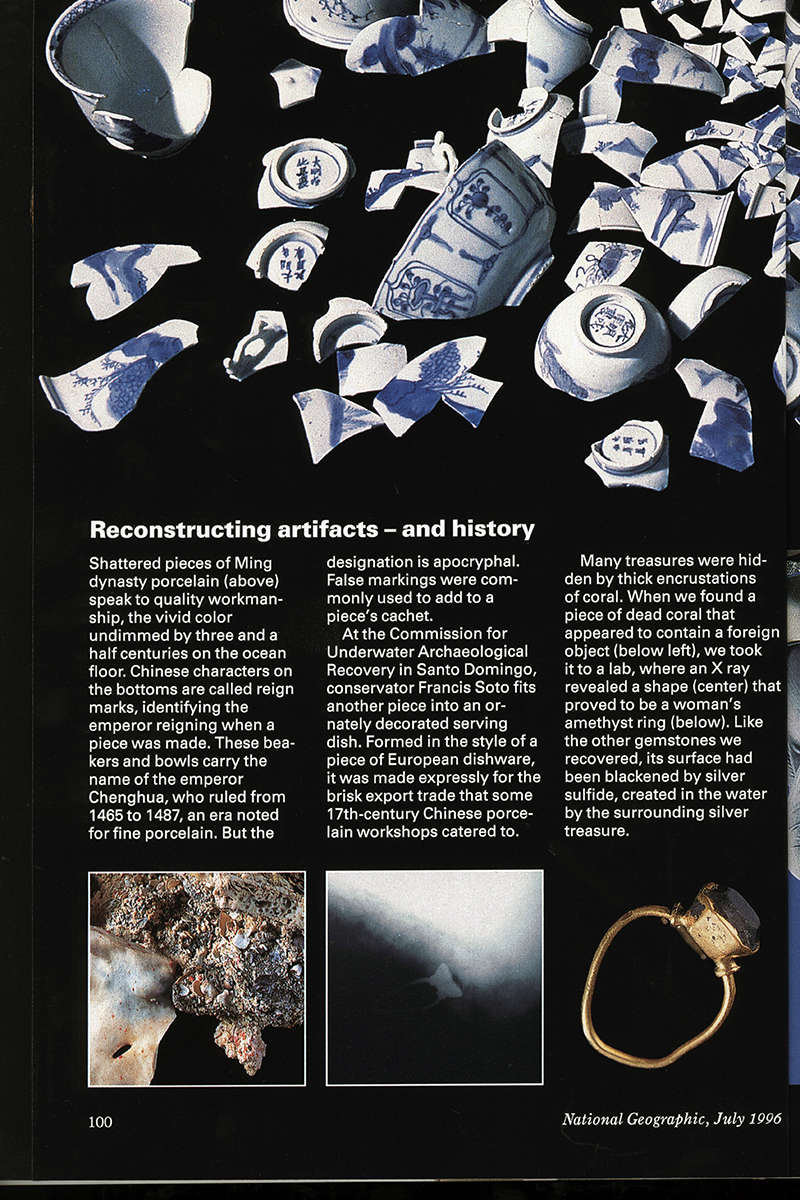 Reconstructing artifacts – and history
Shattered pieces of Ming
dynasty porcelain (above)
speak to quality workman-
ship, the vivid color
undimmed by three and a
half centuries on the ocean
floor. Chinese characters on
the bottoms are called reign
marks, identifying the
emperor reigning when a
piece was made. These bea-
kers and bowls carry the
name of the emperor
Chenghua, who ruled from
1465 to 1487, an era noted
for fine porcelain. But the
designation is apocryphal.
False markings were com-
monly used to add to a
piece's cachet.
At the Commission for
Underwater Archaeological
Recovery in Santo Domingo,
conservator Francis Soto fits
another piece into an or-
nately decorated serving
dish. Formed in the style of a
piece of European dishware,
it was made expressly for the
brisk export trade that some
17th-century Chinese porce-
lain workshops catered to.
Many treasures were hid-
den by thick encrustations
of coral. When we found a
piece of dead coral that
appeared to contain a foreign
object (below left), we took
it to a lab, where an X ray
revealed a shape (center) that
proved to be a woman's
amethyst ring (below). Like
the other gemstones we
recovered, its surface had
been blackened by silver
sulfide, created in the water
by the surrounding silver
treasure.
100
National Geographic, July 1996